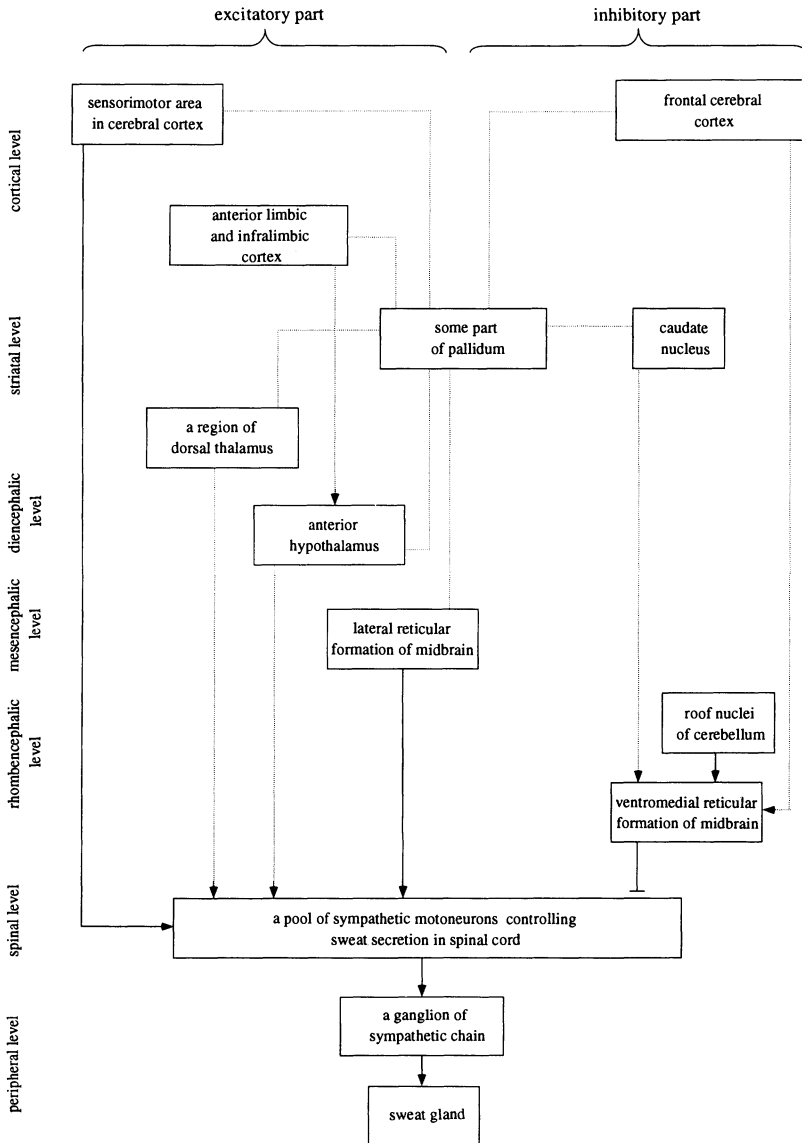 excitatory part
inhibitory part
cortical level
sensorimotor area
in cerebral cortex
frontal cerebral
cortex
anterior limbic
and infralimbic
cortex
striatal level
some part
of pallidum
caudate
nucleus
a region of
dorsal thalamus
diencephalic
level
anterior
hypothalamus
mesencephalic
level
lateral reticular
formation of midbrain
rhombencephalic
level
roof nuclei
of cerebellum
ventromedial reticular
formation of midbrain
spinal level
a pool of sympathetic motoneurons controlling
sweat secretion in spinal cord
peripheral level
a ganglion of
sympathetic chain
sweat gland